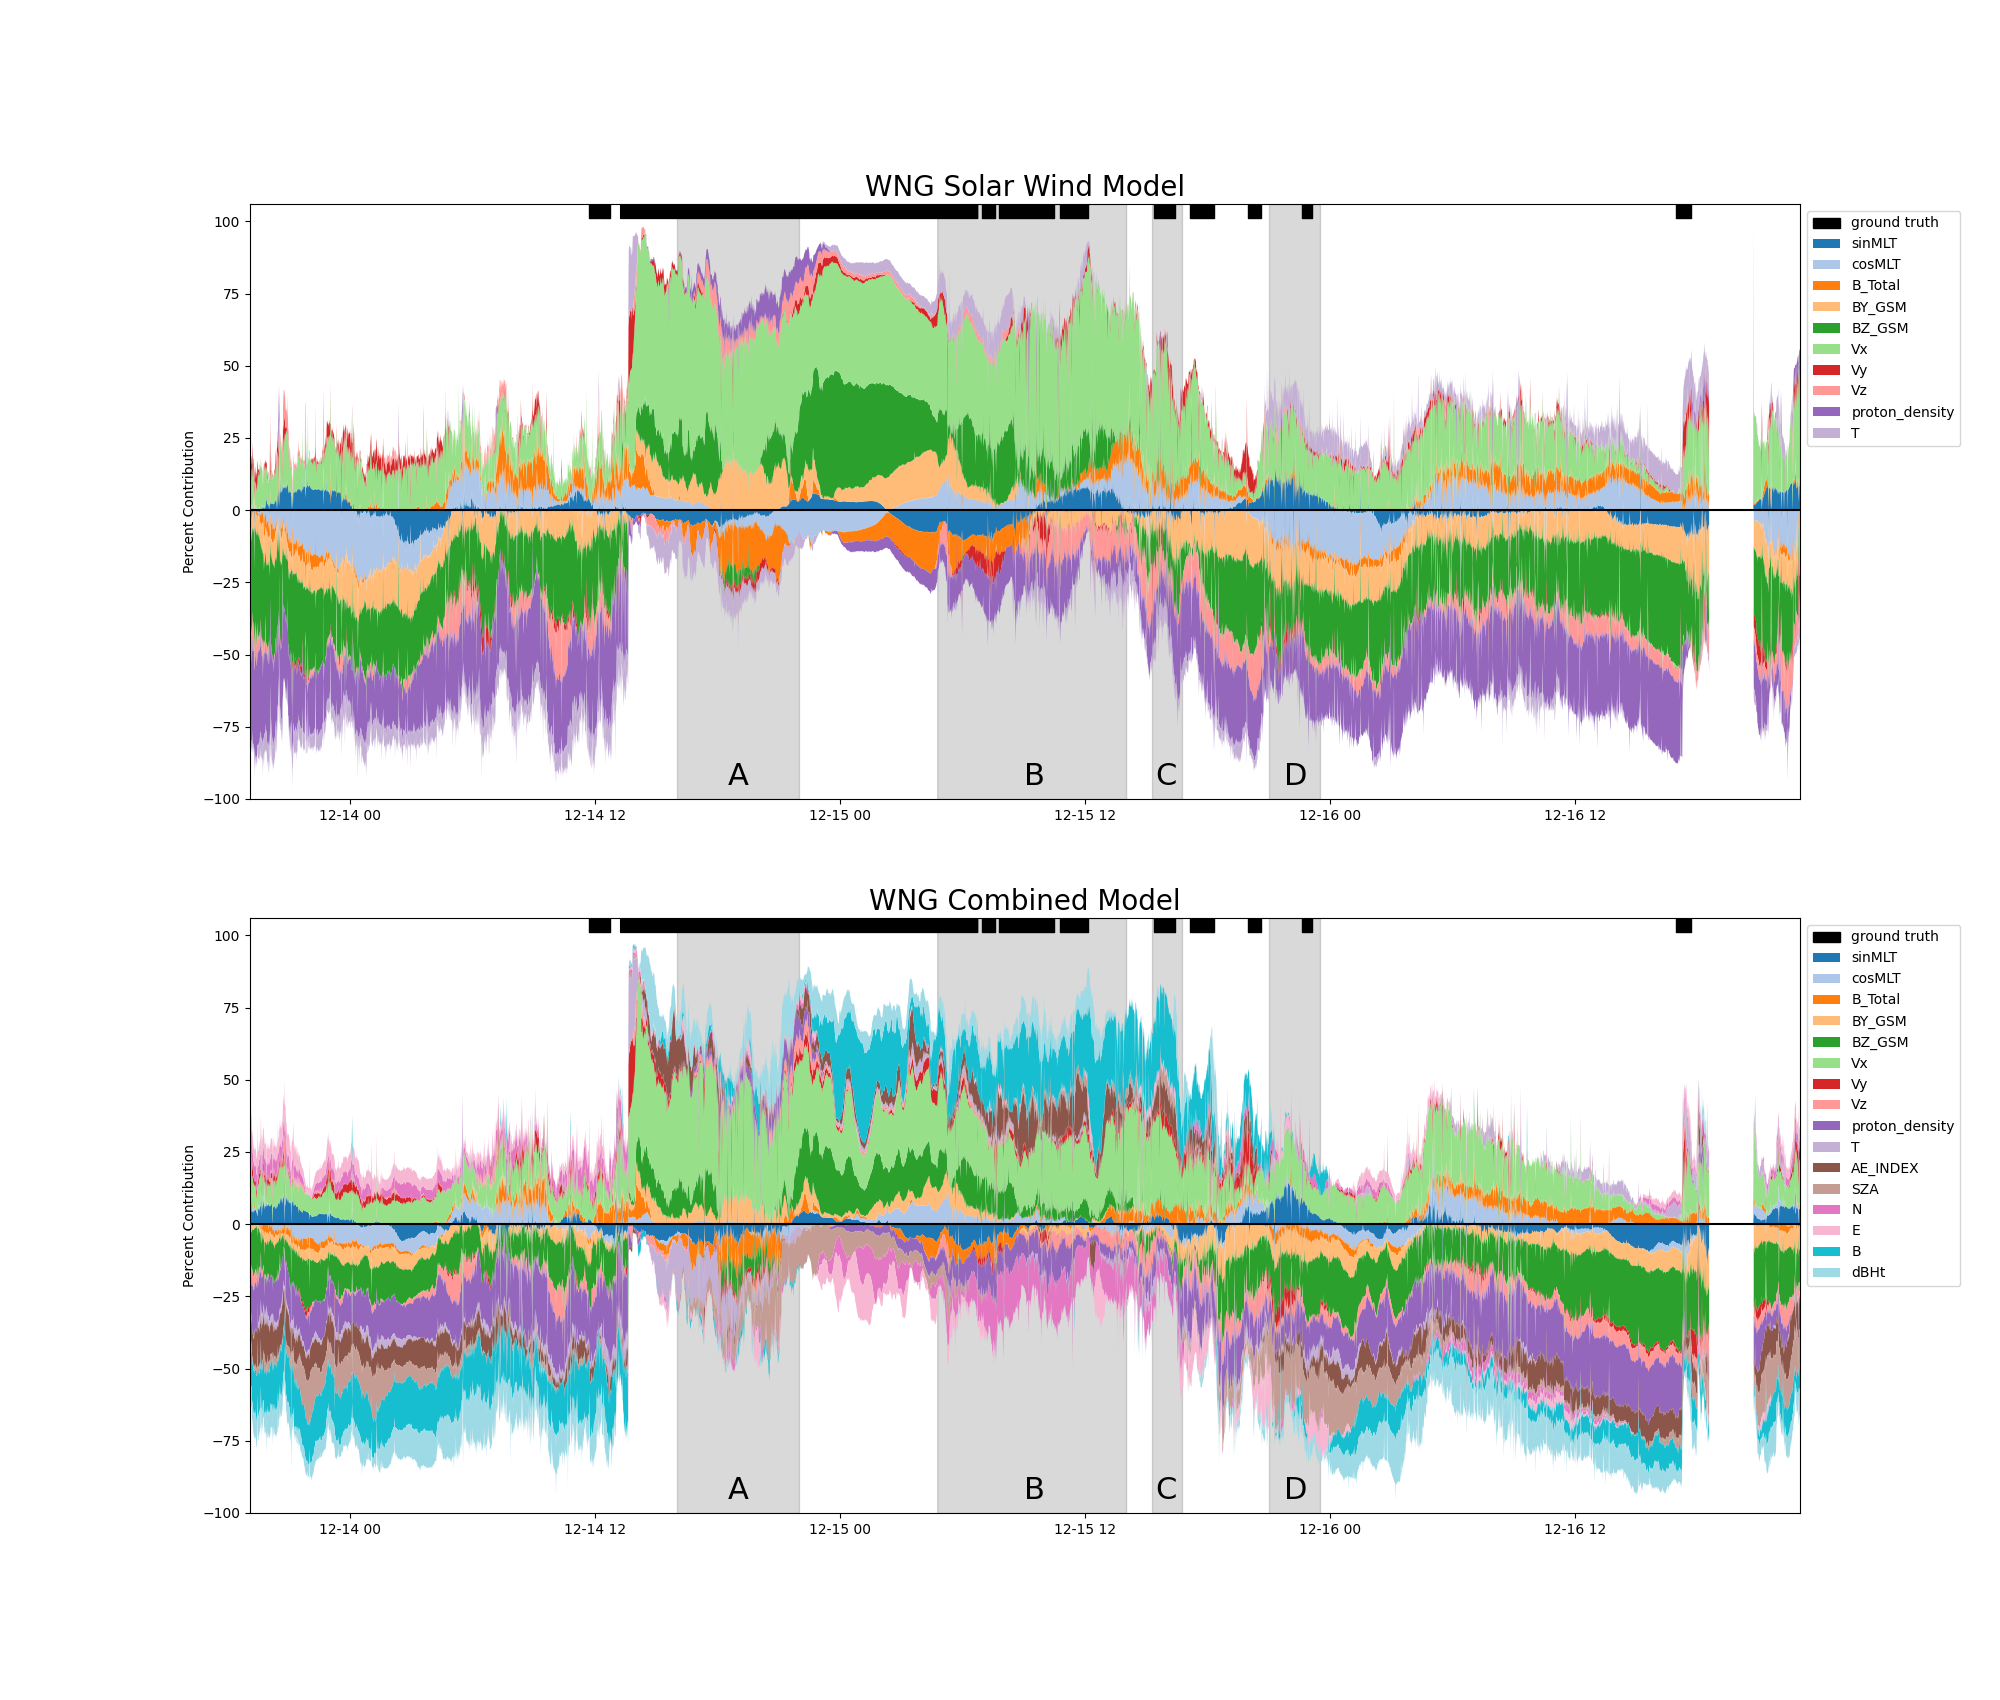 WNG Solar Wind Model
Percent Contribution
100
75
50
25
0
−25
−50
−75
−100
A
B
C
D
12-14 00
12-14 12
12-15 00
12-15 12
12-16 00
12-16 12
ground truth
sinMLT
cosMLT
B_Total
BY_GSM
BZ_GSM
Vx
Vy
Vz
proton_density
T
WNG Combined Model
Percent Contribution
100
75
50
25
0
−25
−50
−75
−100
A
B
C
D
12-14 00
12-14 12
12-15 00
12-15 12
12-16 00
12-16 12
ground truth
sinMLT
cosMLT
B_Total
BY_GSM
BZ_GSM
Vx
Vy
Vz
proton_density
T
AE_INDEX
SZA
N
E
B
dBHt